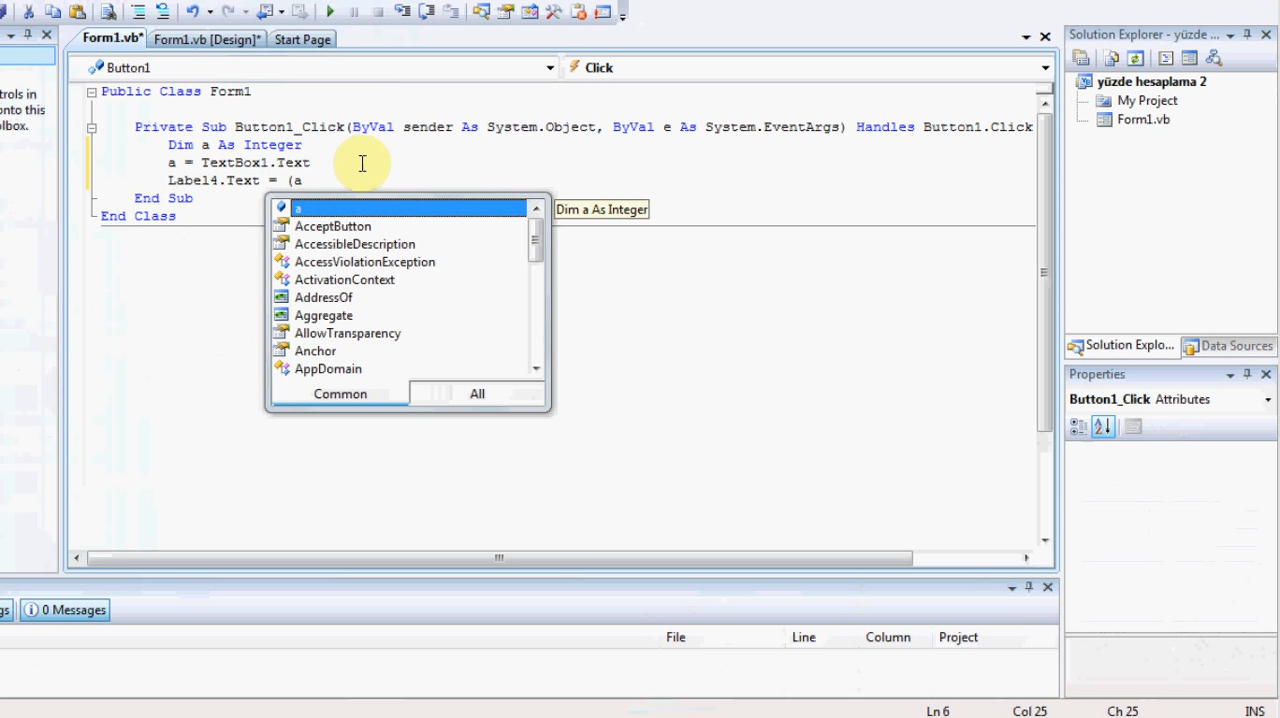 Form1.vb*
Form1.vb [Design]*
Start Page
Solution Explorer - yüzde ...
Button1
Click
trols in
onto this
olbox.
Public Class Form1
Private Sub Button1_Click(ByVal sender As System.Object, ByVal e As System.EventArgs) Handles Button1.Click
Dim a As Integer
a = TextBox1.Text
Label4.Text = (a
End Sub
End Class
a
Dim a As Integer
AcceptButton
AccessibleDescription
AccessViolationException
ActivationContext
AddressOf
Aggregate
AllowTransparency
Anchor
AppDomain
Common
All
yüzde hesaplama 2
My Project
Form1.vb
Solution Explo...
Data Sources
Properties
Button1_Click Attributes
gs
0 Messages
File
Line
Column
Project
Ln 6
Col 25
Ch 25
INS